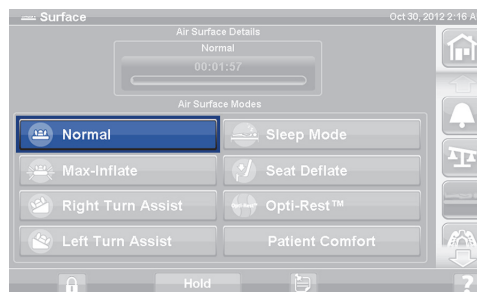 Surface
Oct 30, 2012 2:16 A
Air Surface Details
Normal
00:01:57
Air Surface Modes
Normal
Sleep Mode
Max-Inflate
Seat Deflate
Right Turn Assist
Opti-Rest™
Left Turn Assist
Patient Comfort
Hold
?